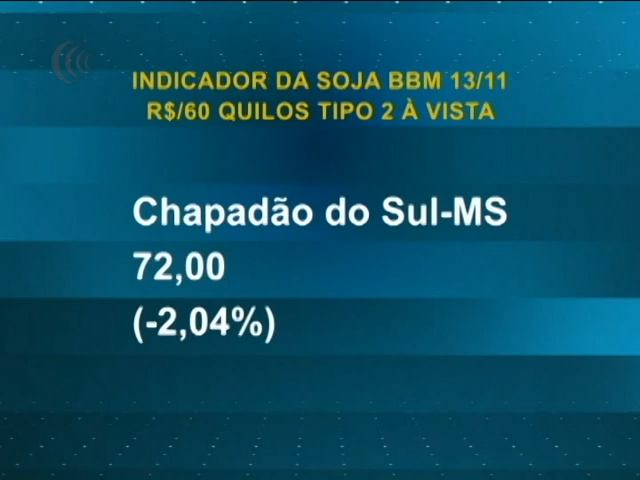 INDICADOR DA SOJA BBM 13/11
R$/60 QUILOS TIPO 2 À VISTA
Chapadão do Sul-MS
72,00
(-2,04%)